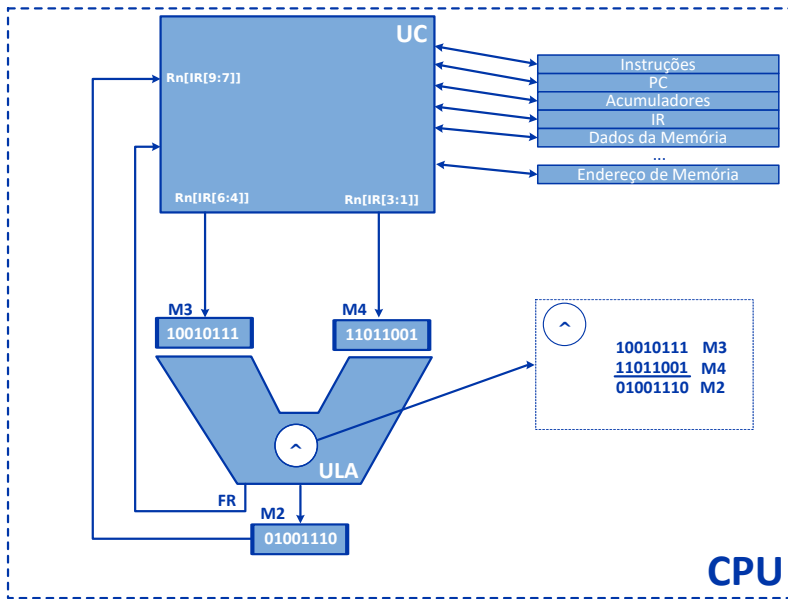 UC
Rn[IR[9:7]]
Rn[IR[6:4]]
Rn[IR[3:1]]
Instruções
PC
Acumuladores
IR
Dados da Memória
...
Endereço de Memória
M3
10010111
M4
11011001
^
ULA
FR
M2
01001110
^
10010111 M3
11011001 M4
01001110 M2
CPU